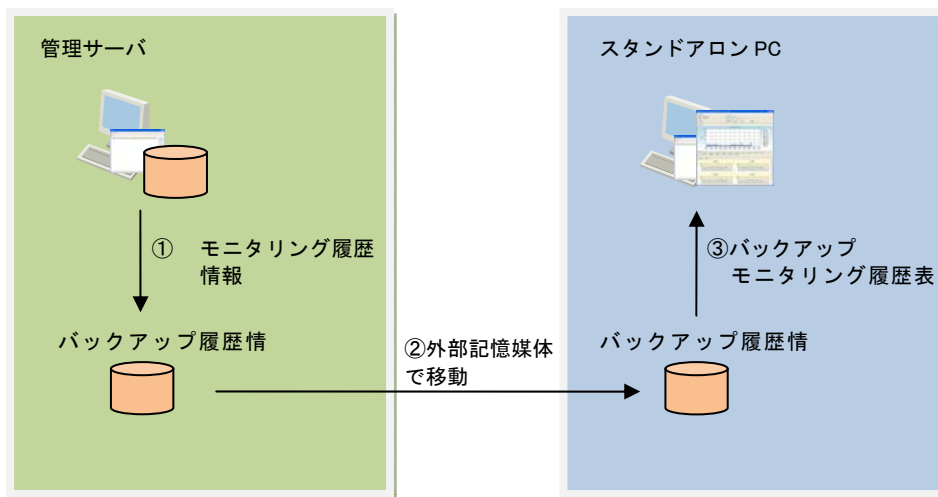 管理サーバ
① モニタリング履歴
情報
バックアップ履歴情
②外部記憶媒体
で移動
スタンドアロン PC
③バックアップ
モニタリング履歴表
バックアップ履歴情